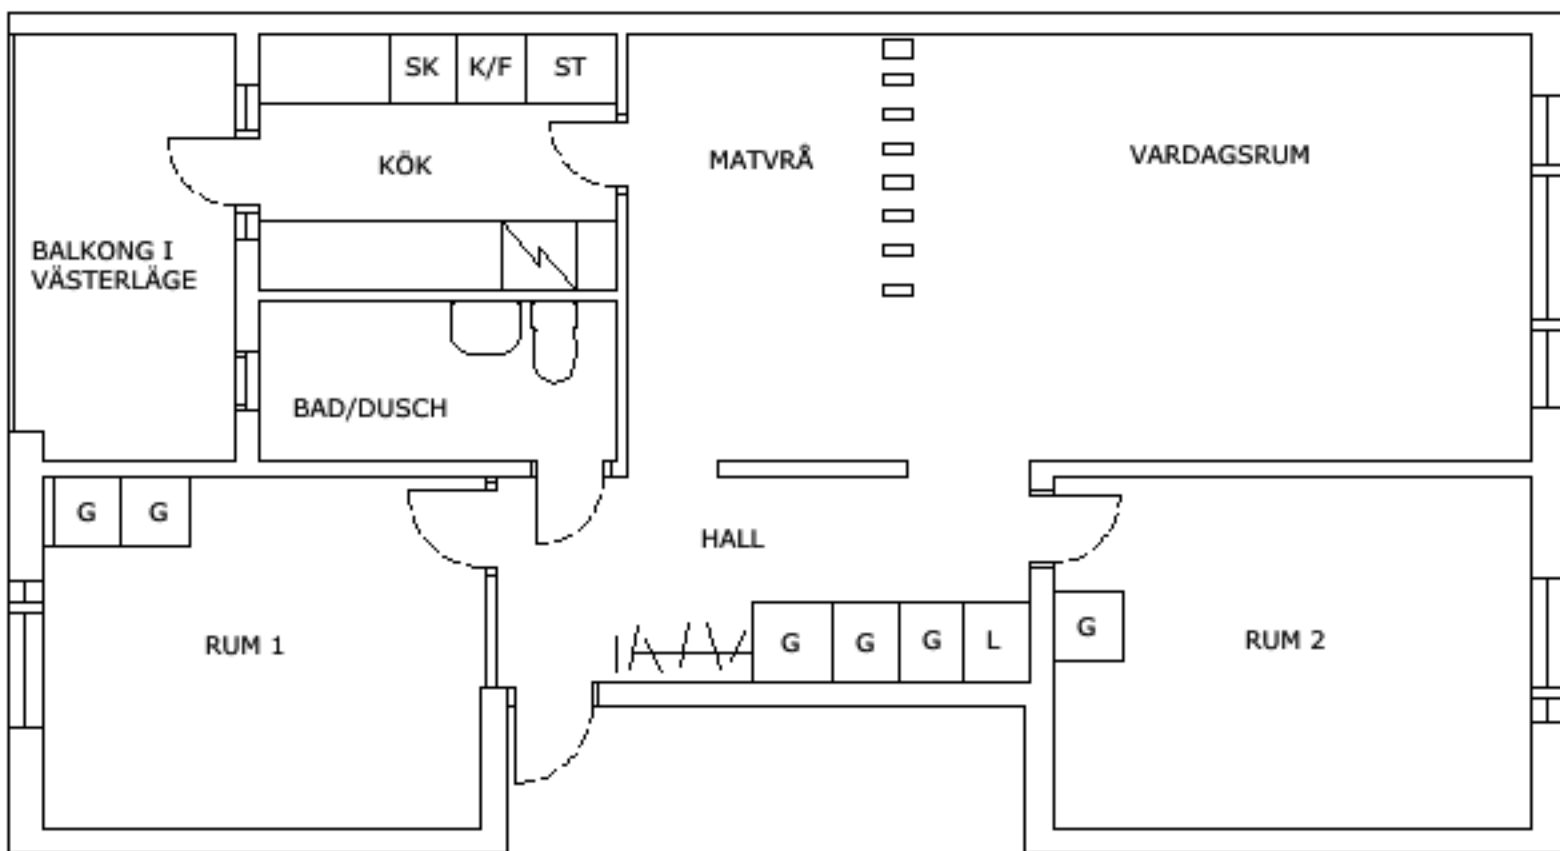 SK K/F ST
KÖK
MATVRÅ
VARDAGSRUM
BALKONG I
VÄSTERLÄGE
BAD/DUSCH
G G
HALL
RUM 1
G G G L
G
RUM 2